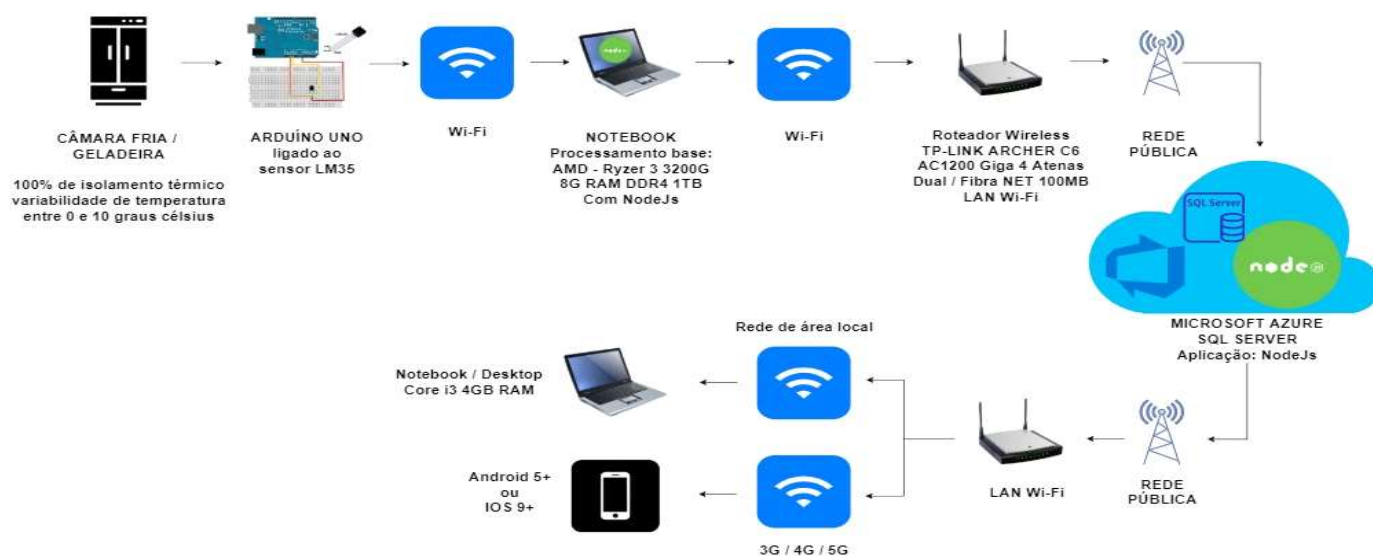 CÂMARA FRIA /
GELADEIRA
100% de isolamento térmico
variabilidade de temperatura
entre 0 e 10 graus célsius
ARDUÍNO UNO
ligado ao
sensor LM35
Wi-Fi
node
NOTEBOOK
Processamento base:
AMD - Ryzer 3 3200G
8G RAM DDR4 1TB
Com NodeJs
Wi-Fi
Roteador Wireless
TP-LINK ARCHER C6
AC1200 Giga 4 Atenas
Dual / Fibra NET 100MB
LAN Wi-Fi
REDE
PÚBLICA
SQL Server
node
MICROSOFT AZURE
SQL SERVER
Aplicação: NodeJs
Rede de área local
Notebook / Desktop
Core i3 4GB RAM
Android 5+
ou
IOS 9+
3G / 4G / 5G
LAN Wi-Fi
REDE
PÚBLICA